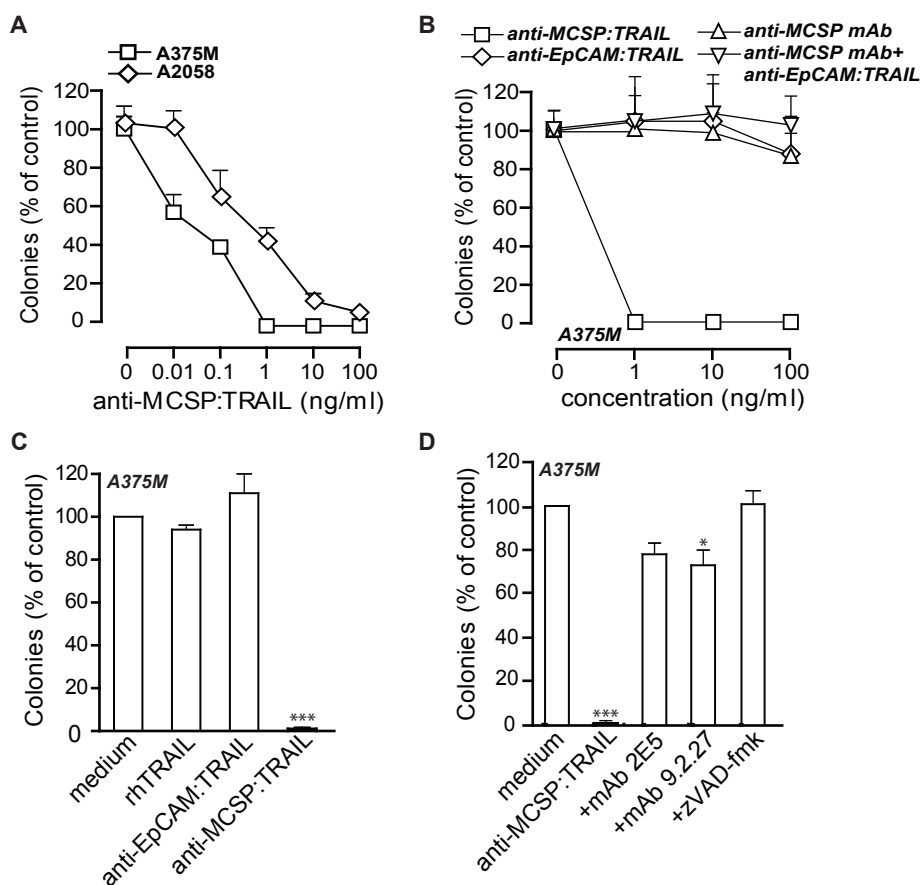 A
A375M
A2058
Colonies (% of control)
120
100
80
60
40
20
0
0 0.01 0.1 1 10 100
anti-MCSP:TRAIL (ng/ml)
B
anti-MCSP:TRAIL
anti-EpCAM:TRAIL
anti-MCSP mAb
anti-MCSP mAb+
anti-EpCAM:TRAIL
Colonies (% of control)
120
100
80
60
40
20
0
A375M
0 1 10 100
concentration (ng/ml)
C
A375M
Colonies (% of control)
120
100
80
60
40
20
0
***
medium
rhTRAIL
anti-EpCAM:TRAIL
anti-MCSP:TRAIL
D
A375M
Colonies (% of control)
120
100
80
60
40
20
0
***
*
medium
anti-MCSP:TRAIL
+mAb 2E5
+mAb 9.2.27
+zVAD-fmk